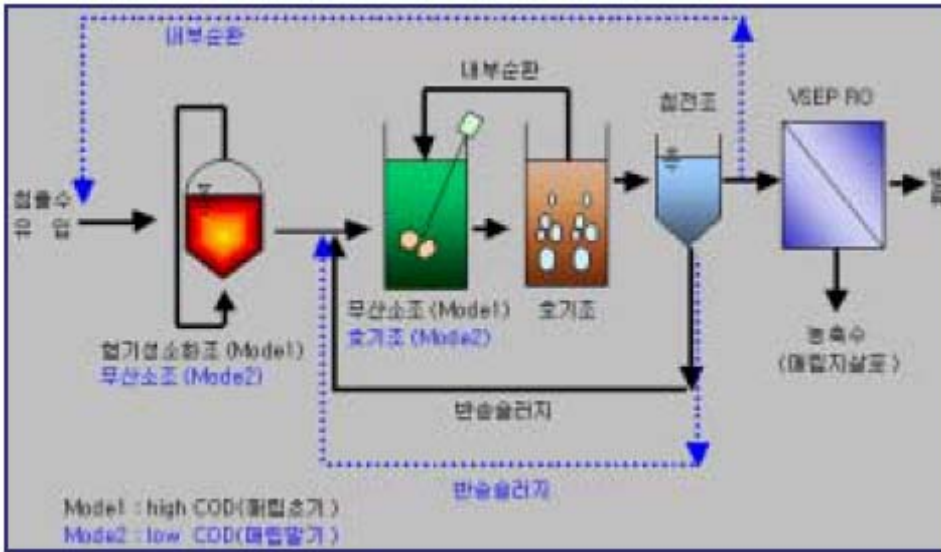 내부순환
내부순환
침전조
VSEP RO
침출수
유 입
방류
무산소조(Mode1)
호기조(Mode2)
호기조
혐기성소화조(Mode1)
무산소조(Mode2)
농축수
(매립지살포)
반송슬러지
반송슬러지
Mode1 : high COD(매립초기)
Mode2 : low COD(매립말기)